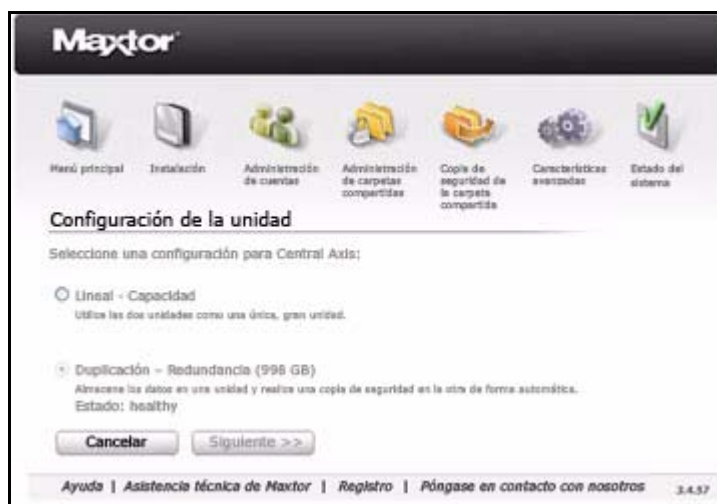 Maxtor
Menú principal
Instalación
Administración
de cuentas
Administración
de carpetas
compartidas
Copia de
seguridad de
la carpeta
compartida
Características
avanzadas
Estado del
sistema
Configuración de la unidad
Seleccione una configuración para Central Axis:
Lineal - Capacidad
Utilice las dos unidades como una única, gran unidad.
Duplicación – Redundancia (998 GB)
Almacene los datos en una unidad y realice una copia de seguridad en la otra de forma automática.
Estado: healthy
Cancelar
Siguiente >>
Ayuda | Asistencia técnica de Maxtor | Registro | Póngase en contacto con nosotros 3.4.57